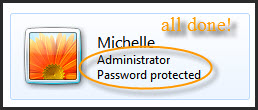 all done!
Michelle
Administrator
Password protected